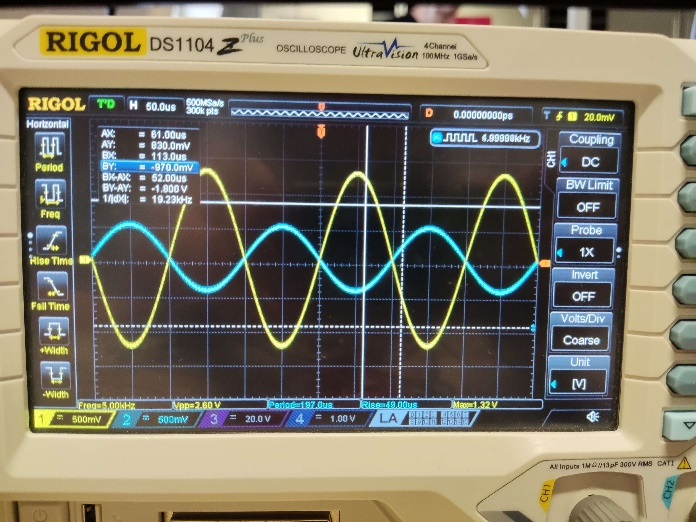 RIGOL DS1104 Z Plus OSCILLOSCOPE UltraVision 4Channel 100MHz 1GSa/s
RIGOL T'D H 50.0us 500MSa/s 300k pts D 0.00000000ps T 20.0mV
Horizontal
Period
Freq
Rise Time
Fall Time
+Width
-Width
AX: = 61.00us
AY: = 830.0mV
BX: = 113.0us
BY: = -970.0mV
BX-AX: = 52.00us
BY-AY: = -1.800 V
1/|dX|: = 19.23kHz
4.99999kHz
CH1
Coupling
DC
BW Limit
OFF
Probe
1X
Invert
OFF
Volts/Div
Coarse
Unit
[V]
Freq=5.00kHz Vpp=2.60 V Period=197.0us Rise=49.00us Max=1.32 V
1 500mV 2 500mV 3 20.0 V 4 1.00 V LA
All Inputs 1MΩ//13pF 300V RMS CAT I
CH1
CH2